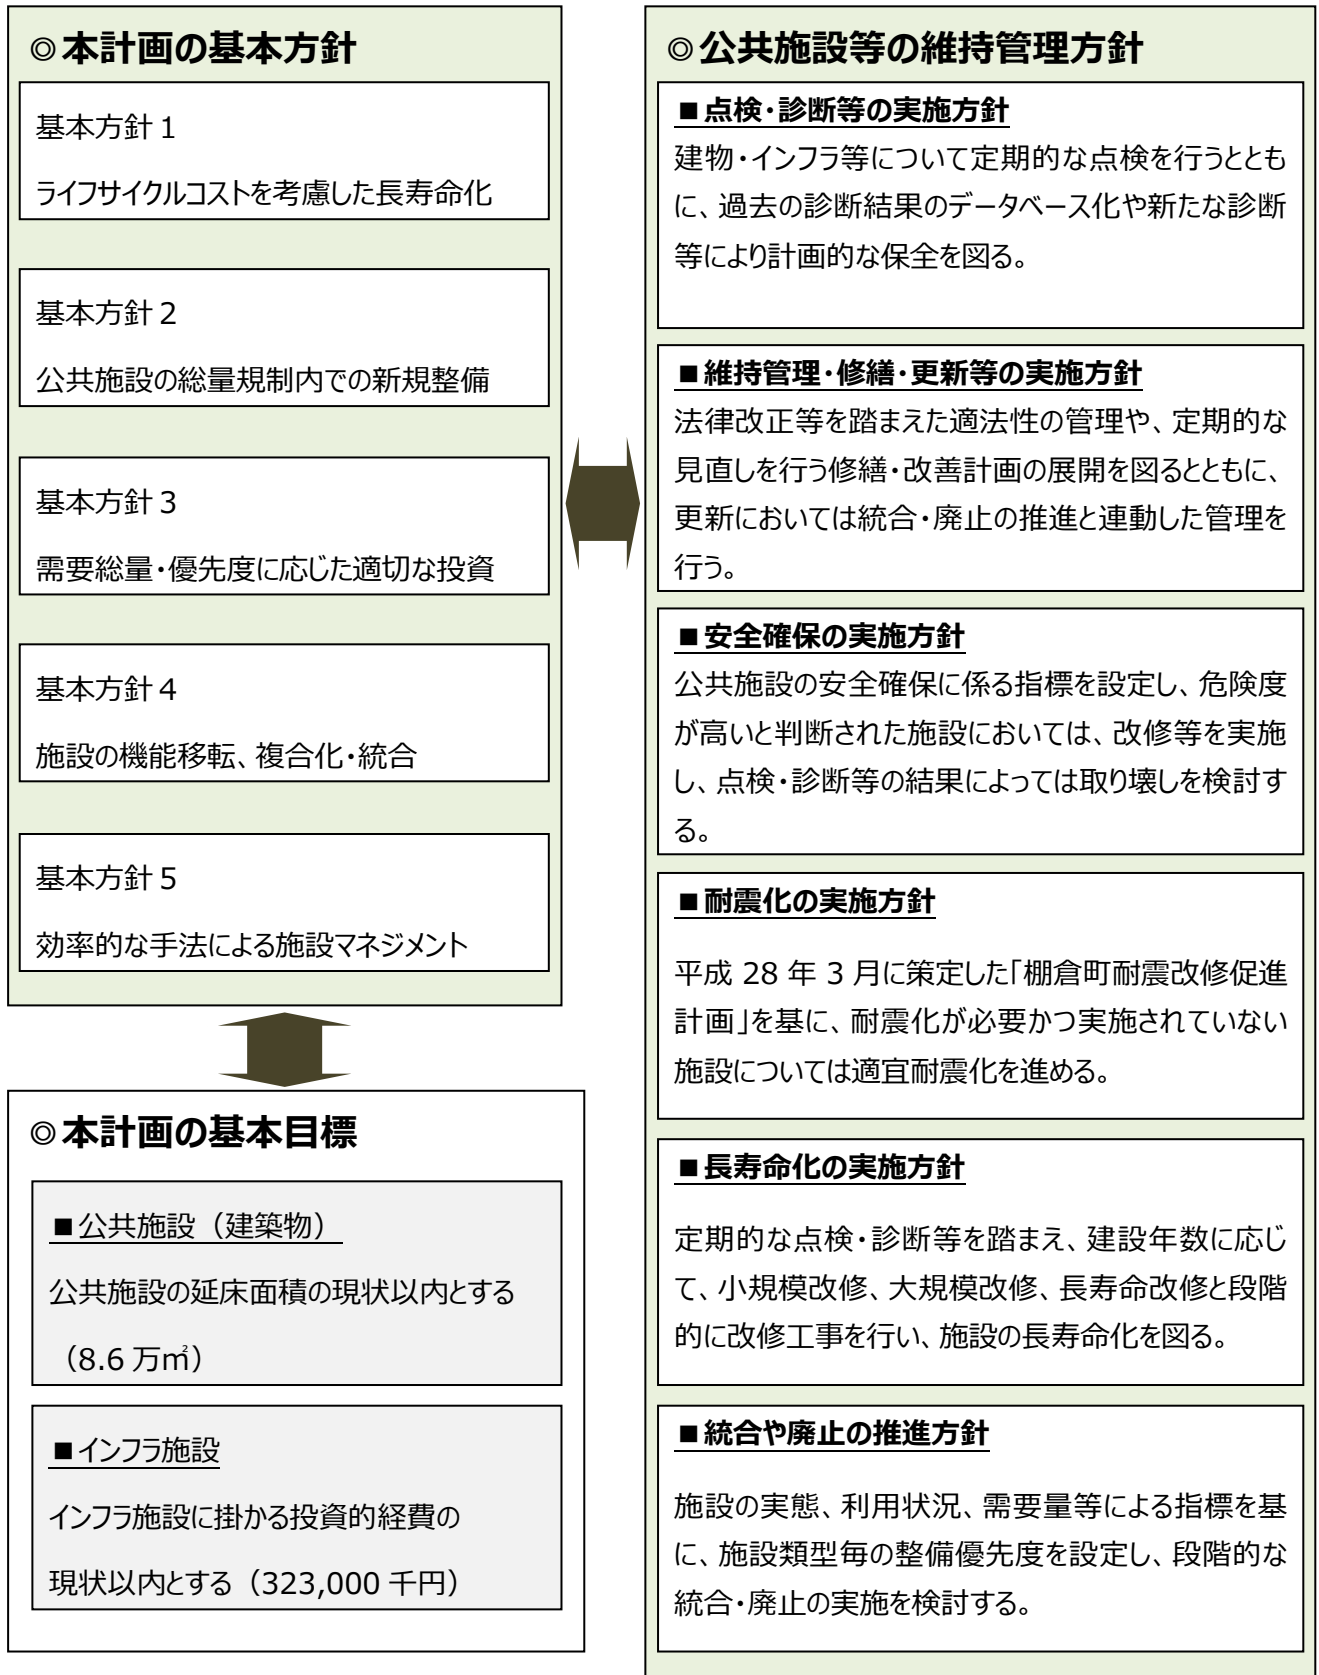 ◎本計画の基本方針
基本方針1
ライフサイクルコストを考慮した長寿命化
基本方針2
公共施設の総量規制内での新規整備
基本方針3
需要総量・優先度に応じた適切な投資
基本方針4
施設の機能移転、複合化・統合
基本方針5
効率的な手法による施設マネジメント
◎本計画の基本目標
■公共施設（建築物）
公共施設の延床面積の現状以内とする
（8.6万㎡）
■インフラ施設
インフラ施設に掛かる投資的経費の
現状以内とする（323,000千円）
◎公共施設等の維持管理方針
■点検・診断等の実施方針
建物・インフラ等について定期的な点検を行うととも
に、過去の診断結果のデータベース化や新たな診断
等により計画的な保全を図る。
■維持管理・修繕・更新等の実施方針
法律改正等を踏まえた適法性の管理や、定期的な
見直しを行う修繕・改善計画の展開を図るとともに、
更新においては統合・廃止の推進と連動した管理を
行う。
■安全確保の実施方針
公共施設の安全確保に係る指標を設定し、危険度
が高いと判断された施設においては、改修等を実施
し、点検・診断等の結果によっては取り壊しを検討す
る。
■耐震化の実施方針
平成 28 年 3 月に策定した「棚倉町耐震改修促進
計画」を基に、耐震化が必要かつ実施されていない
施設については適宜耐震化を進める。
■長寿命化の実施方針
定期的な点検・診断等を踏まえ、建設年数に応じ
て、小規模改修、大規模改修、長寿命改修と段階
的に改修工事を行い、施設の長寿命化を図る。
■統合や廃止の推進方針
施設の実態、利用状況、需要量等による指標を基
に、施設類型毎の整備優先度を設定し、段階的な
統合・廃止の実施を検討する。